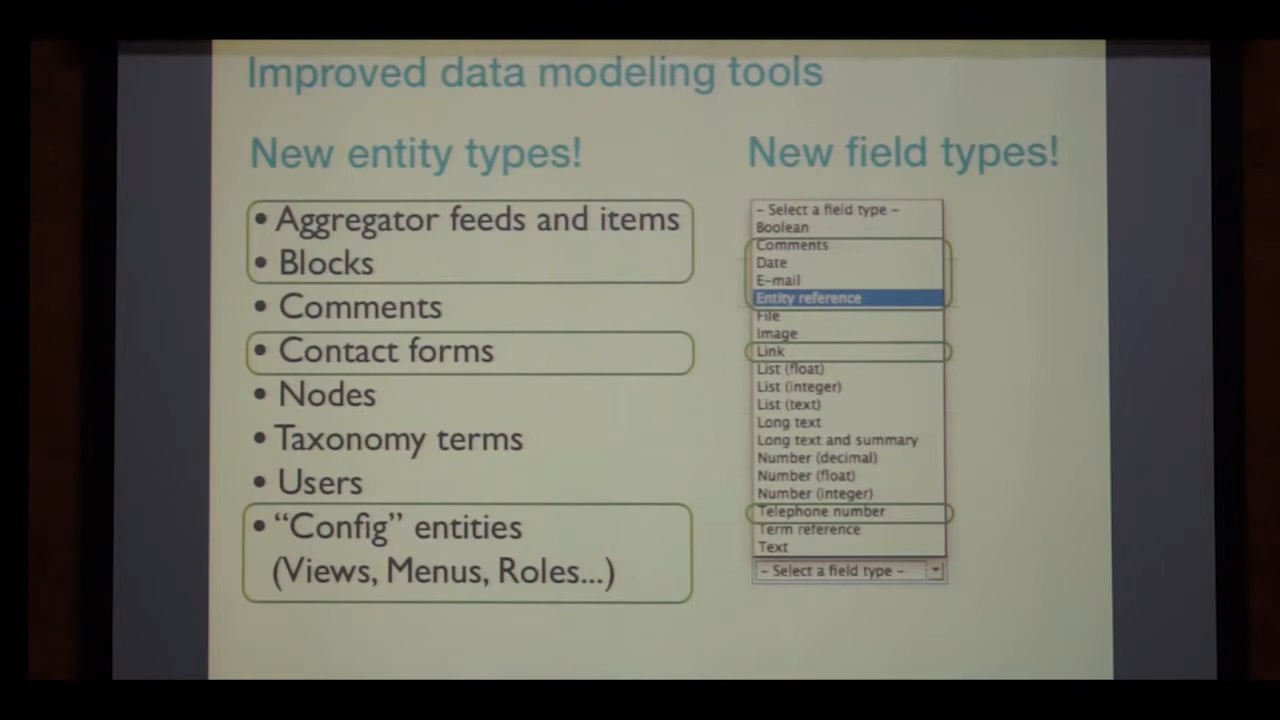 Improved data modeling tools
New entity types!
• Aggregator feeds and items
• Blocks
• Comments
• Contact forms
• Nodes
• Taxonomy terms
• Users
• “Config” entities
(Views, Menus, Roles...)
New field types!
– Select a field type –
Boolean
Comments
Date
E-mail
Entity reference
File
Image
Link
List (float)
List (integer)
List (text)
Long text
Long text and summary
Number (decimal)
Number (float)
Number (integer)
Telephone number
Term reference
Text
– Select a field type –